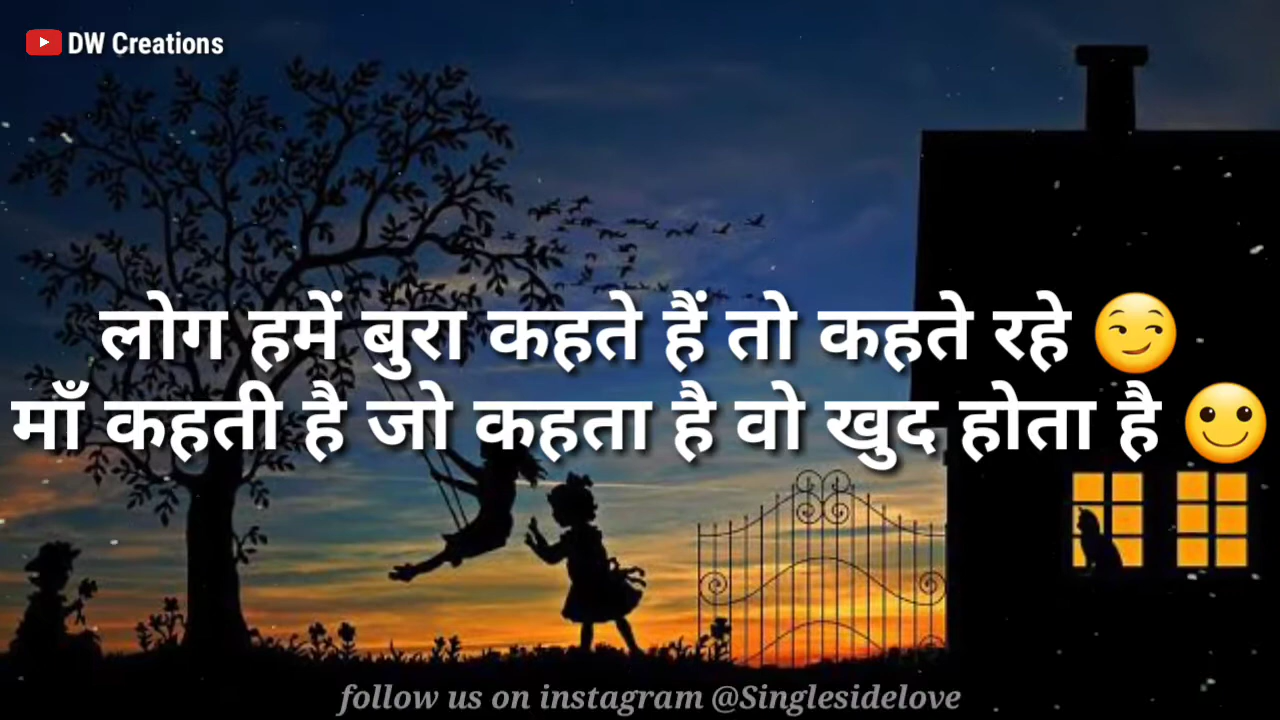 DW Creations
लोग हमें बुरा कहते हैं तो कहते रहे 😏
माँ कहती है जो कहता है वो खुद होता है 🙂
follow us on instagram @Singlesidelove